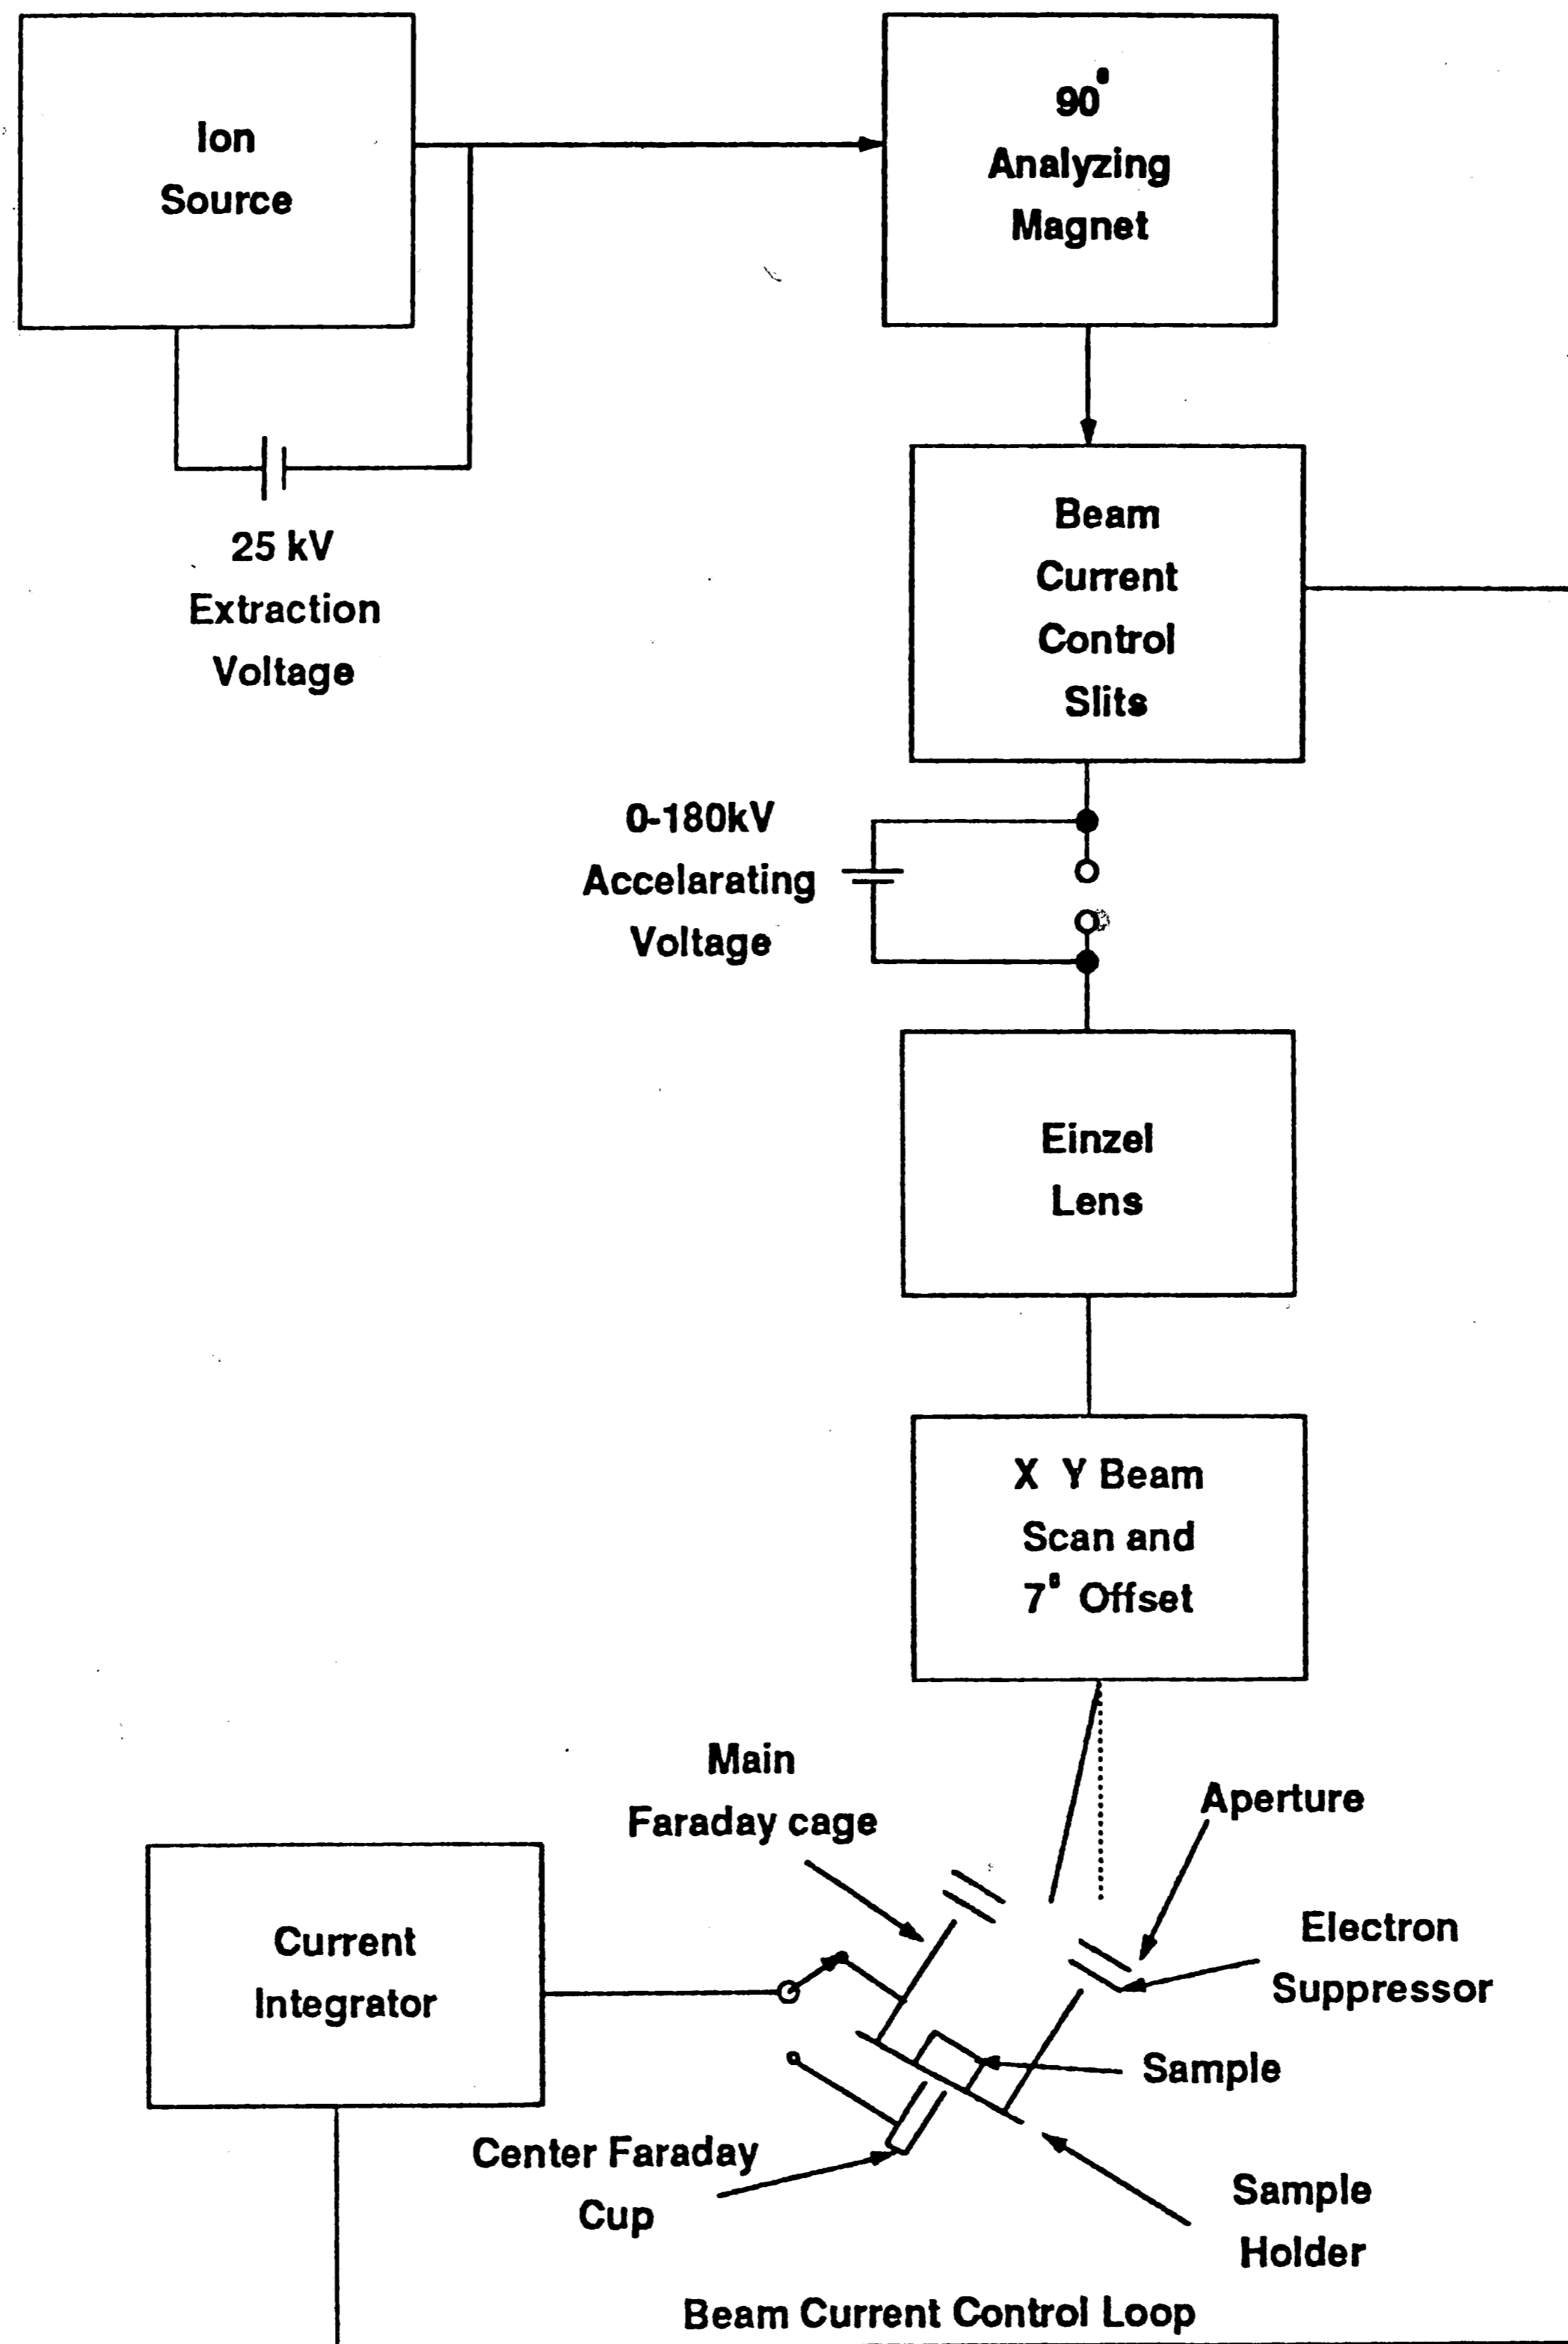 Ion
Source
90°
Analyzing
Magnet
25 kV
Extraction
Voltage
Beam
Current
Control
Slits
0-180kV
Accelarating
Voltage
Einzel
Lens
X Y Beam
Scan and
7° Offset
Main
Faraday cage
Aperture
Current
Integrator
Electron
Suppressor
Sample
Center Faraday
Cup
Sample
Holder
Beam Current Control Loop